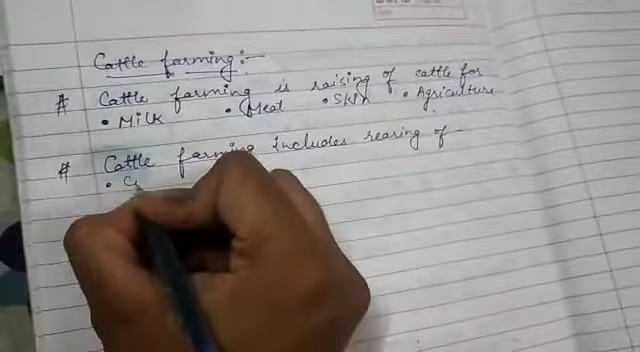 Cattle farming:-
# Cattle farming is raising of cattle for
• Milk • Meat • Skin • Agriculture
# Cattle farming includes rearing of -